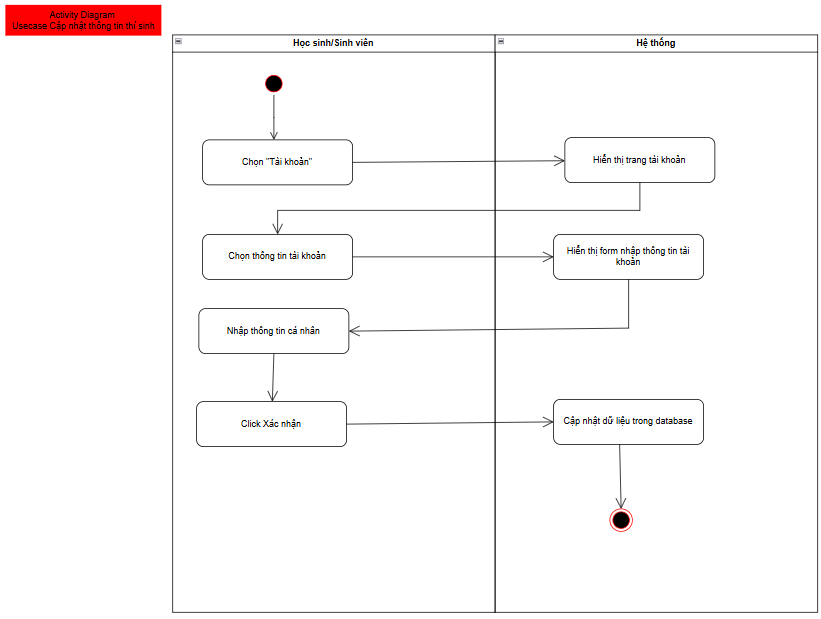 Activity Diagram
Usecase Cập nhật thông tin thí sinh
Học sinh/Sinh viên
Hệ thống
Chọn "Tài khoản"
Hiển thị trang tài khoản
Chọn thông tin tài khoản
Hiển thị form nhập thông tin tài
khoản
Nhập thông tin cá nhân
Click Xác nhận
Cập nhật dữ liệu trong database